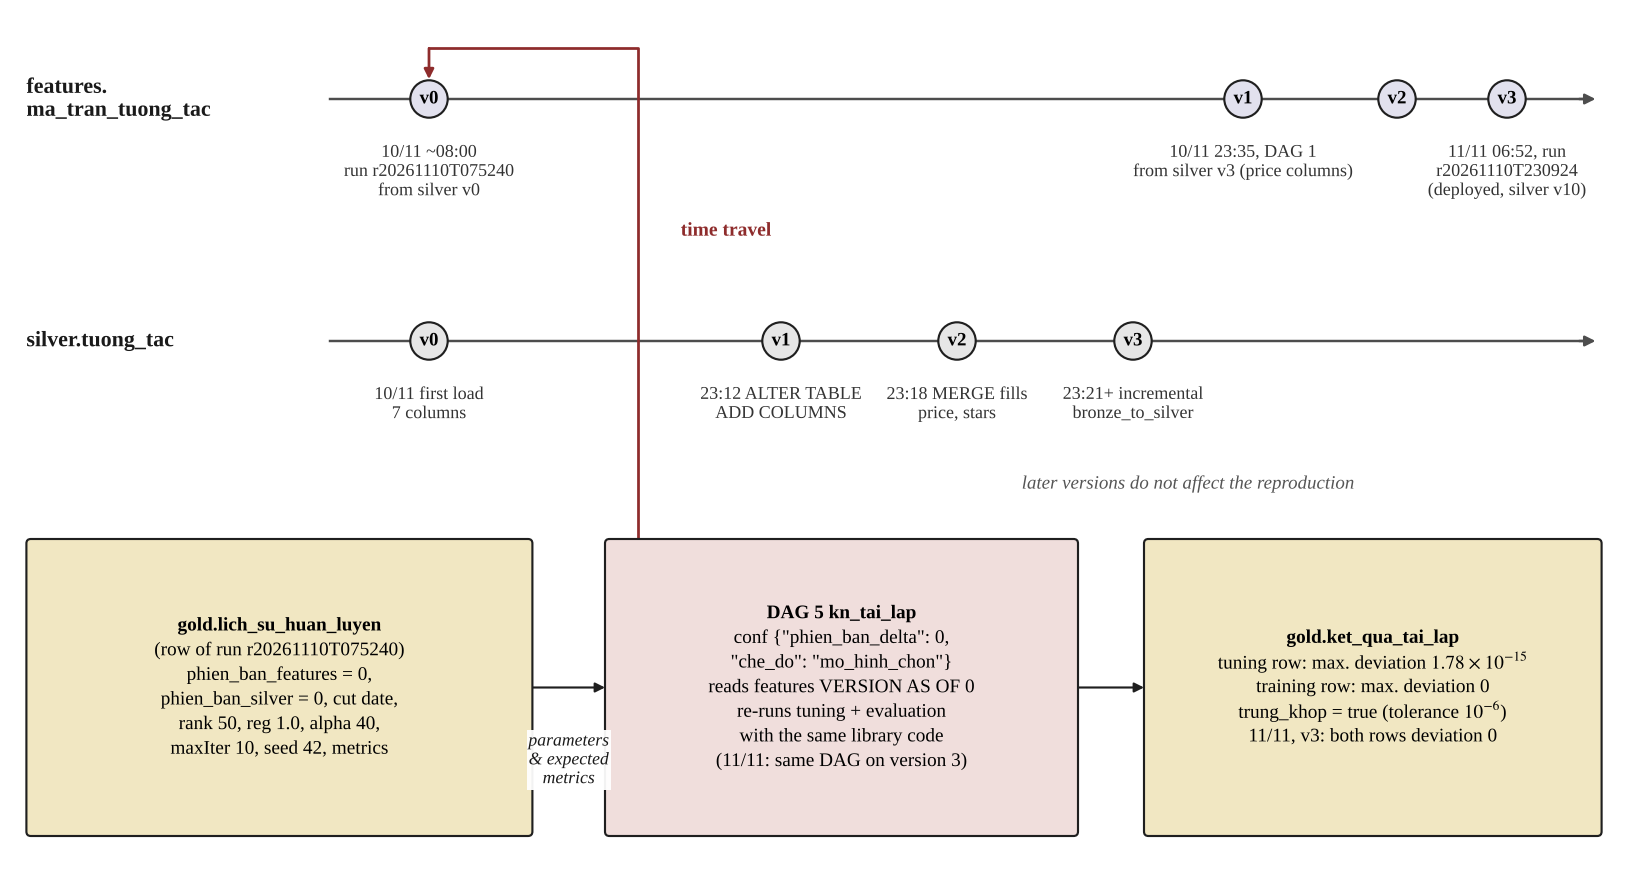 features.
ma_tran_tuong_tac
v0
v1
v2
v3
10/11 ~08:00
run r20261110T075240
from silver v0
10/11 23:35, DAG 1
from silver v3 (price columns)
11/11 06:52, run
r20261110T230924
(deployed, silver v10)
time travel
silver.tuong_tac
v0
v1
v2
v3
10/11 first load
7 columns
23:12 ALTER TABLE
ADD COLUMNS
23:18 MERGE fills
price, stars
23:21+ incremental
bronze_to_silver
later versions do not affect the reproduction
gold.lich_su_huan_luyen
(row of run r20261110T075240)
phien_ban_features = 0,
phien_ban_silver = 0, cut date,
rank 50, reg 1.0, alpha 40,
maxIter 10, seed 42, metrics
parameters
& expected
metrics
DAG 5 kn_tai_lap
conf {"phien_ban_delta": 0,
"che_do": "mo_hinh_chon"}
reads features VERSION AS OF 0
re-runs tuning + evaluation
with the same library code
(11/11: same DAG on version 3)
gold.ket_qua_tai_lap
tuning row: max. deviation 1.78 × 10⁻¹⁵
training row: max. deviation 0
trung_khop = true (tolerance 10⁻⁶)
11/11, v3: both rows deviation 0